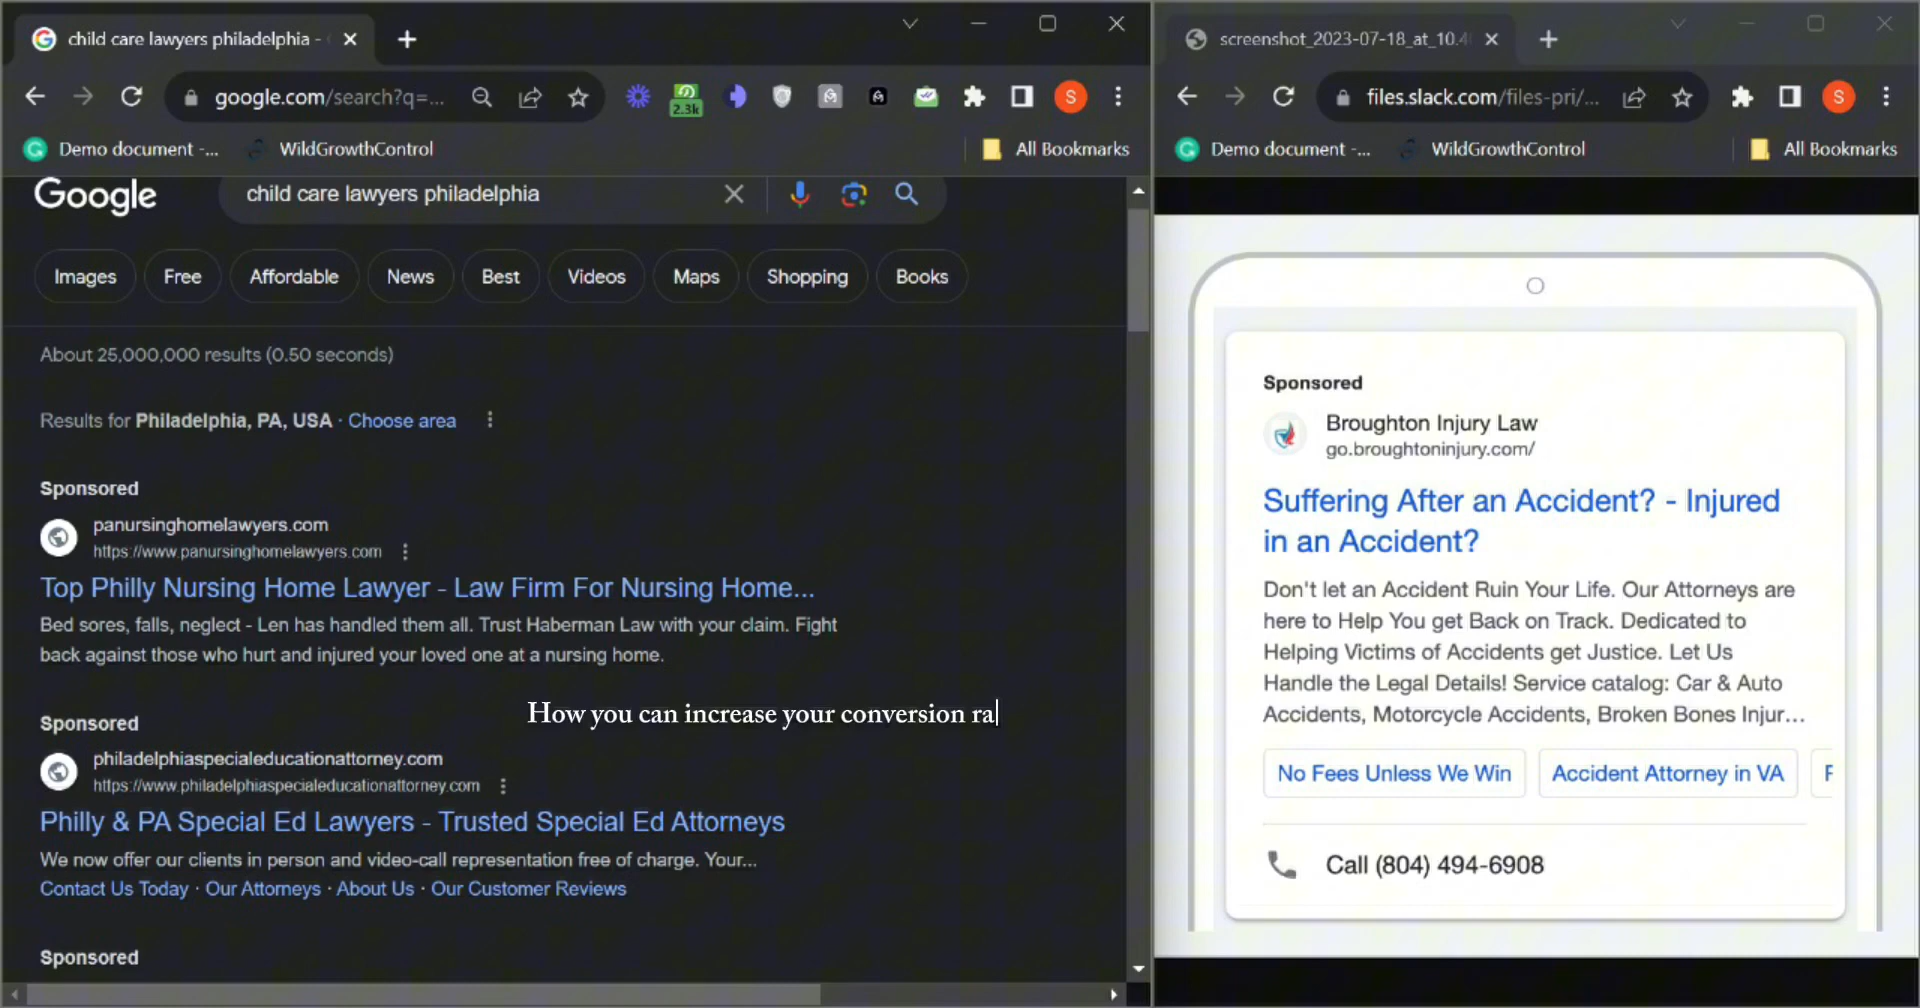 child care lawyers philadelphia -
google.com/search?q=...
2.3k
S
Demo document -...
WildGrowthControl
All Bookmarks
Google
child care lawyers philadelphia
Images
Free
Affordable
News
Best
Videos
Maps
Shopping
Books
About 25,000,000 results (0.50 seconds)
Results for Philadelphia, PA, USA · Choose area
Sponsored
panursinghomelawyers.com
https://www.panursinghomelawyers.com
Top Philly Nursing Home Lawyer - Law Firm For Nursing Home...
Bed sores, falls, neglect - Len has handled them all. Trust Haberman Law with your claim. Fight
back against those who hurt and injured your loved one at a nursing home.
How you can increase your conversion ra
Sponsored
philadelphiaspecialeducationattorney.com
https://www.philadelphiaspecialeducationattorney.com
Philly & PA Special Ed Lawyers - Trusted Special Ed Attorneys
We now offer our clients in person and video-call representation free of charge. Your...
Contact Us Today · Our Attorneys · About Us · Our Customer Reviews
Sponsored
screenshot_2023-07-18_at_10.4
files.slack.com/files-pri/...
S
Demo document -...
WildGrowthControl
All Bookmarks
Sponsored
Broughton Injury Law
go.broughtoninjury.com/
Suffering After an Accident? - Injured
in an Accident?
Don't let an Accident Ruin Your Life. Our Attorneys are
here to Help You get Back on Track. Dedicated to
Helping Victims of Accidents get Justice. Let Us
Handle the Legal Details! Service catalog: Car & Auto
Accidents, Motorcycle Accidents, Broken Bones Injur...
No Fees Unless We Win
Accident Attorney in VA
Call (804) 494-6908